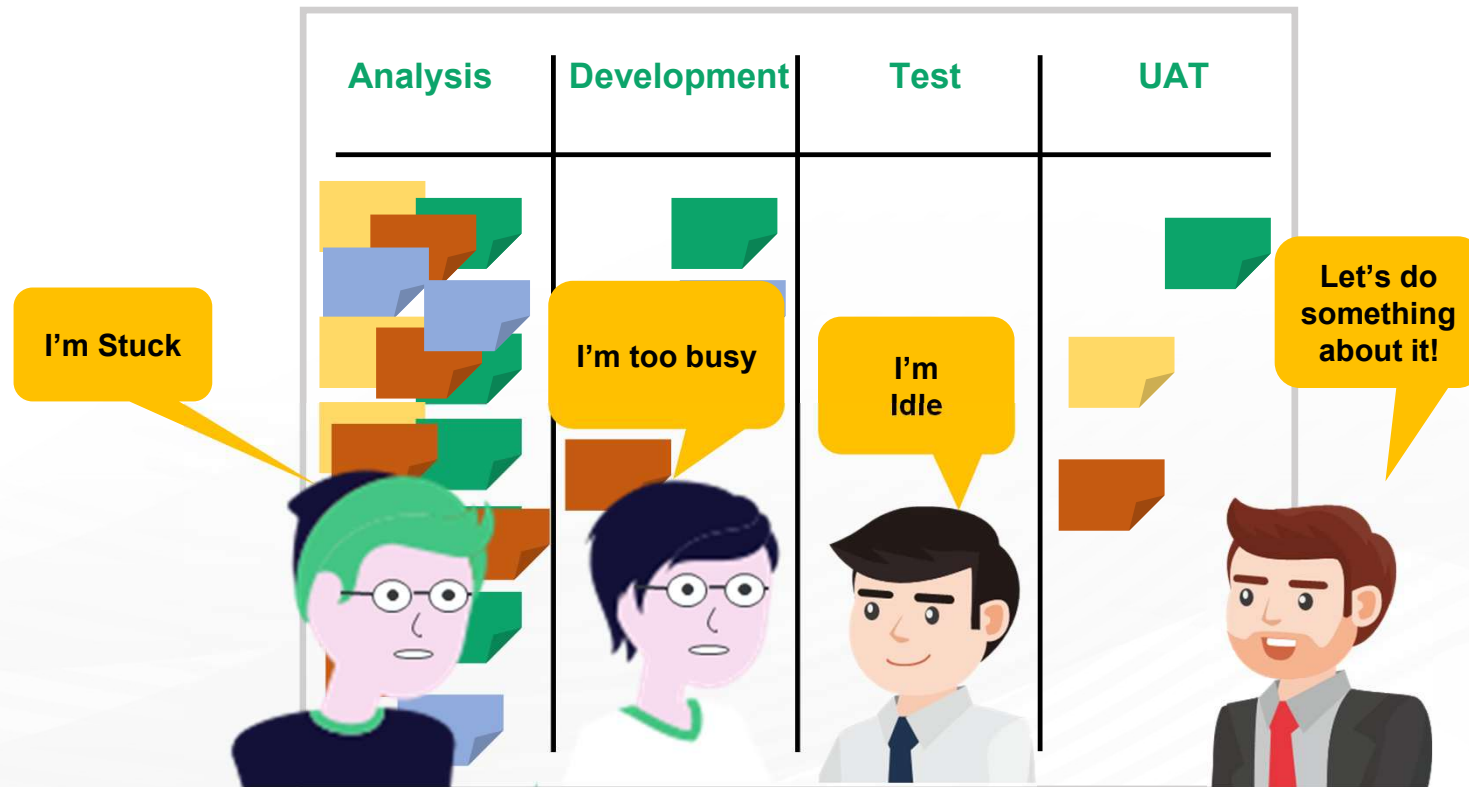 Analysis
Development
Test
UAT
I’m Stuck
I’m too busy
I’m
Idle
Let’s do
something
about it!